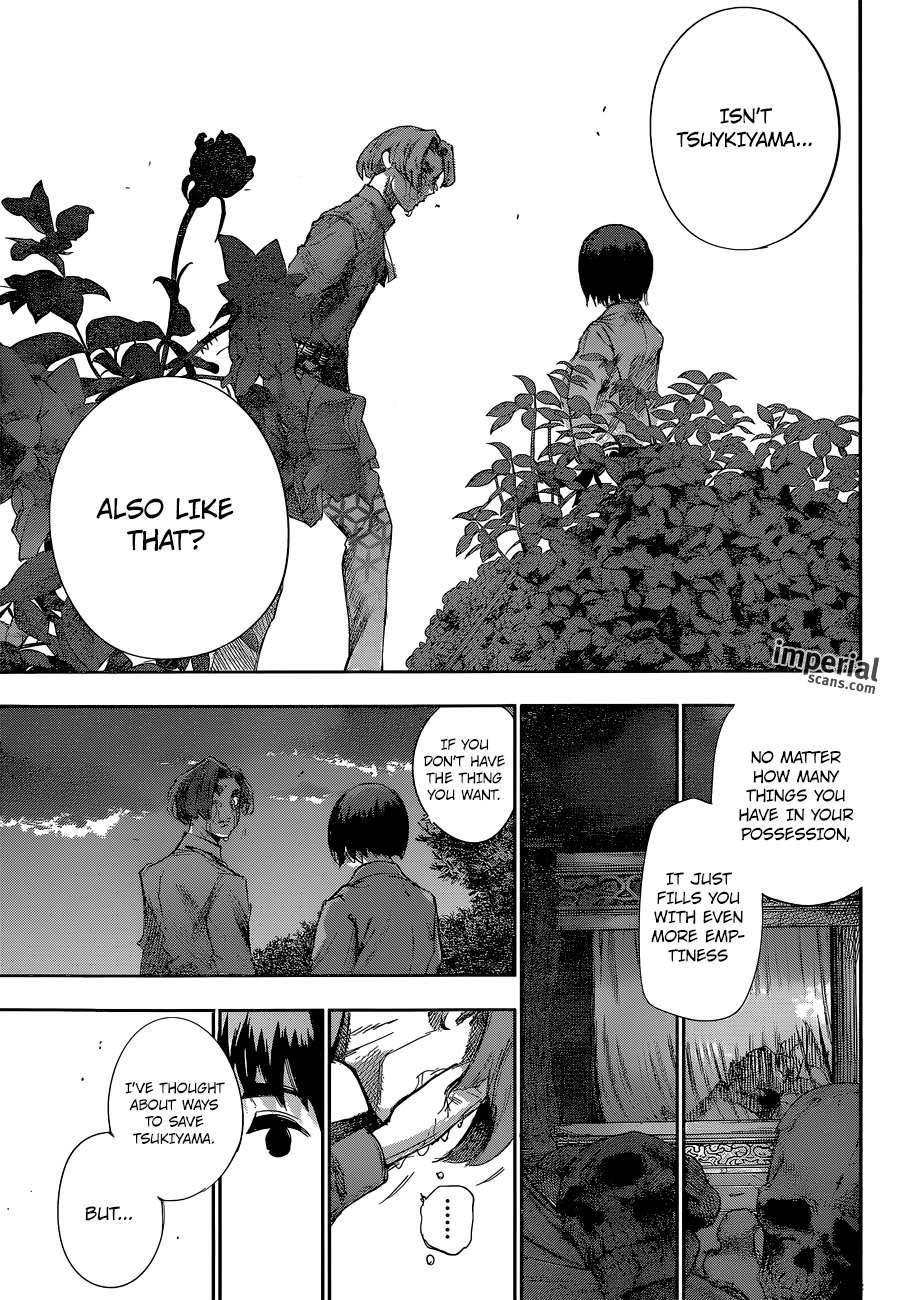 ISN'T
TSUYKIYAMA...
ALSO LIKE
THAT?
imperial
scans.com
NO MATTER
HOW MANY
THINGS YOU
HAVE IN YOUR
POSSESSION,
IT JUST
FILLS YOU
WITH EVEN
MORE EMP-
TINESS
IF YOU
DON'T HAVE
THE THING
YOU WANT.
......
I'VE THOUGHT
ABOUT WAYS
TO SAVE
TSUKIYAMA.
BUT...